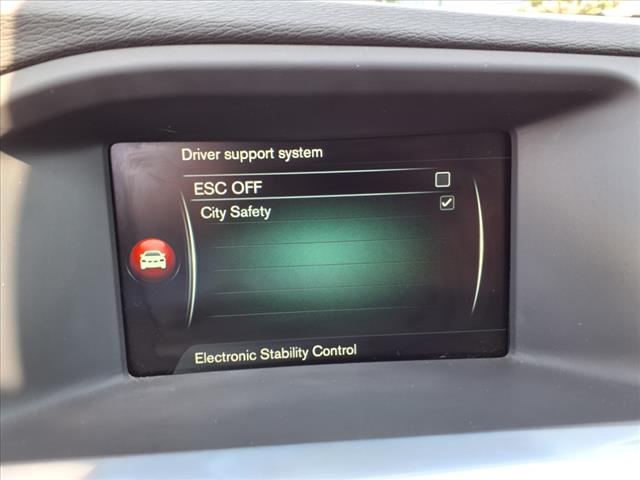 Driver support system
ESC OFF
City Safety
Electronic Stability Control